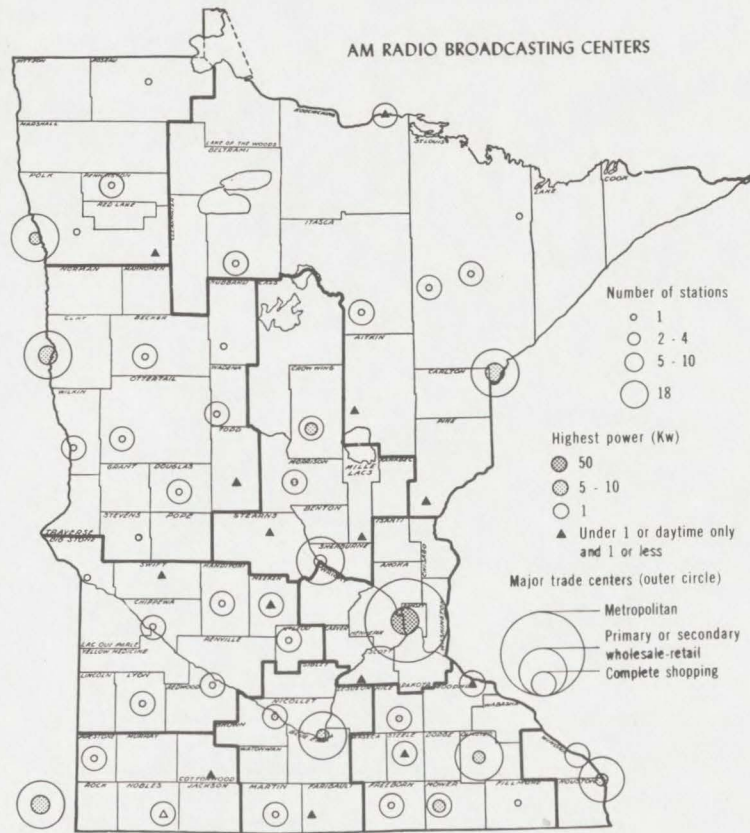 AM RADIO BROADCASTING CENTERS
KITTSON
ROSEAU
LAKE OF THE WOODS
KOOCHICHING
MARSHALL
BELTRAMI
ST LOUIS
LAKE
COOK
POLK
PENNINGTON
RED LAKE
CLEARWATER
ITASCA
NORMAN
MAHNOMEN
HUBBARD
CASS
CLAY
BECKER
AITKIN
WADENA
CROW WING
CARLTON
OTTERTAIL
WILKIN
TODD
PINE
GRANT
DOUGLAS
MORRISON
MILLE
LACS
KANABEC
STEVENS
POPE
STEARNS
BENTON
TRAVERSE
BIG STONE
ISANTI
SHERBURNE
ANOKA
CHISAGO
SWIFT
KANDIYOHI
MEEKER
CHIPPEWA
WASHINGTON
LAC QUI PARLE
RENVILLE
CARVER
HENNEPIN
YELLOW MEDICINE
SCOTT
DAKOTA
SIBLEY
LINCOLN
LYON
REDWOOD
NICOLLET
GOODHUE
BROWN
MURRAY
WATONWAN
STEELE
DODGE
ROCK
NOBLES
JACKSON
COTTONWOOD
MARTIN
FARIBAULT
FREEBORN
MOWER
FILLMORE
HOUSTON
Number of stations
1
2 - 4
5 - 10
18
Highest power (Kw)
50
5 - 10
1
Under 1 or daytime only
and 1 or less
Major trade centers (outer circle)
Metropolitan
Primary or secondary
wholesale-retail
Complete shopping